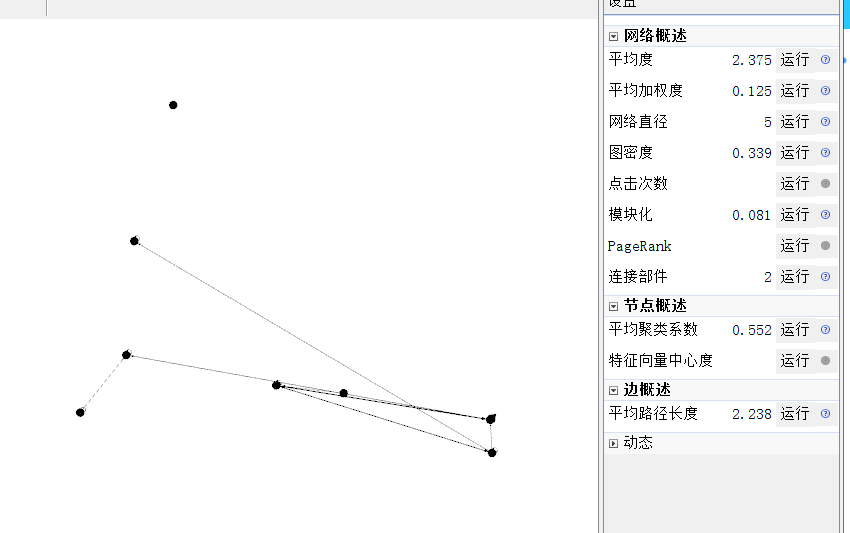 设置
网络概述
平均度 2.375 运行
平均加权度 0.125 运行
网络直径 5 运行
图密度 0.339 运行
点击次数 运行
模块化 0.081 运行
PageRank 运行
连接部件 2 运行
节点概述
平均聚类系数 0.552 运行
特征向量中心度 运行
边概述
平均路径长度 2.238 运行
动态